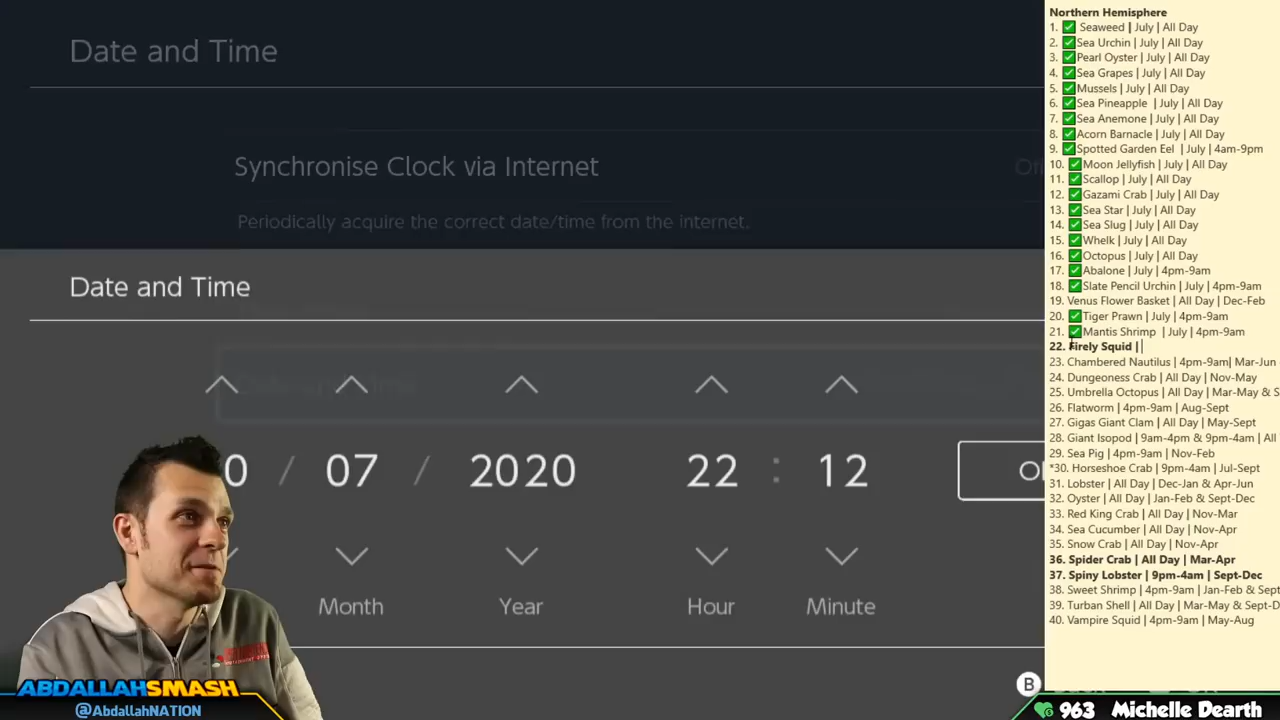 Date and Time
Synchronise Clock via Internet
Periodically acquire the correct date/time from the internet.
Date and Time
0 / 07 / 2020 22 : 12
Month Year Hour Minute
B
ABDALLAHSMASH
@AbdallahNATION
Northern Hemisphere
1. ✅ Seaweed | July | All Day
2. ✅Sea Urchin | July | All Day
3. ✅Pearl Oyster | July | All Day
4. ✅Sea Grapes | July | All Day
5. ✅Mussels | July | All Day
6. ✅Sea Pineapple | July | All Day
7. ✅Sea Anemone | July | All Day
8. ✅Acorn Barnacle | July | All Day
9. ✅Spotted Garden Eel | July | 4am-9pm
10. ✅Moon Jellyfish | July | All Day
11. ✅Scallop | July | All Day
12. ✅Gazami Crab | July | All Day
13. ✅Sea Star | July | All Day
14. ✅Sea Slug | July | All Day
15. ✅Whelk | July | All Day
16. ✅Octopus | July | All Day
17. ✅Abalone | July | 4pm-9am
18. ✅Slate Pencil Urchin | July | 4pm-9am
19. Venus Flower Basket | All Day | Dec-Feb
20. ✅Tiger Prawn | July | 4pm-9am
21. ✅Mantis Shrimp | July | 4pm-9am
22. Firely Squid |
23. Chambered Nautilus | 4pm-9am| Mar-Jun
24. Dungeoness Crab | All Day | Nov-May
25. Umbrella Octopus | All Day | Mar-May & S
26. Flatworm | 4pm-9am | Aug-Sept
27. Gigas Giant Clam | All Day | May-Sept
28. Giant Isopod | 9am-4pm & 9pm-4am | All
29. Sea Pig | 4pm-9am | Nov-Feb
*30. Horseshoe Crab | 9pm-4am | Jul-Sept
31. Lobster | All Day | Dec-Jan & Apr-Jun
32. Oyster | All Day | Jan-Feb & Sept-Dec
33. Red King Crab | All Day | Nov-Mar
34. Sea Cucumber | All Day | Nov-Apr
35. Snow Crab | All Day | Nov-Apr
36. Spider Crab | All Day | Mar-Apr
37. Spiny Lobster | 9pm-4am | Sept-Dec
38. Sweet Shrimp | 4pm-9am | Jan-Feb & Sept
39. Turban Shell | All Day | Mar-May & Sept-D
40. Vampire Squid | 4pm-9am | May-Aug
963 Michelle Dearth